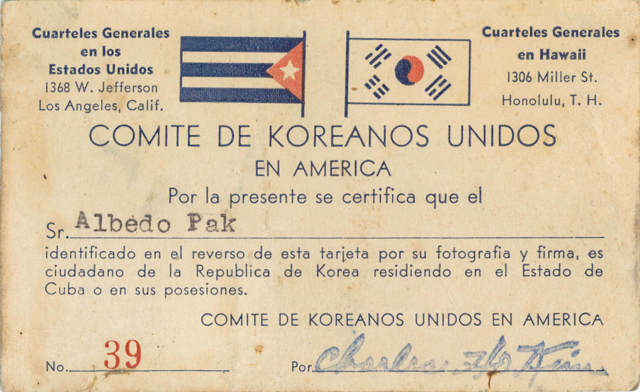 Cuarteles Generales
en los
Estados Unidos
1368 W. Jefferson
Los Angeles, Calif.
Cuarteles Generales
en Hawaii
1306 Miller St.
Honolulu, T. H.
COMITE DE KOREANOS UNIDOS
EN AMERICA
Por la presente se certifica que el
Sr. Albedo Pak
identificado en el reverso de esta tarjeta por su fotografia y firma, es
ciudadano de la Republica de Korea residiendo en el Estado de
Cuba o en sus posesiones.
COMITE DE KOREANOS UNIDOS EN AMERICA
No. 39
Por Charles Ho Kim